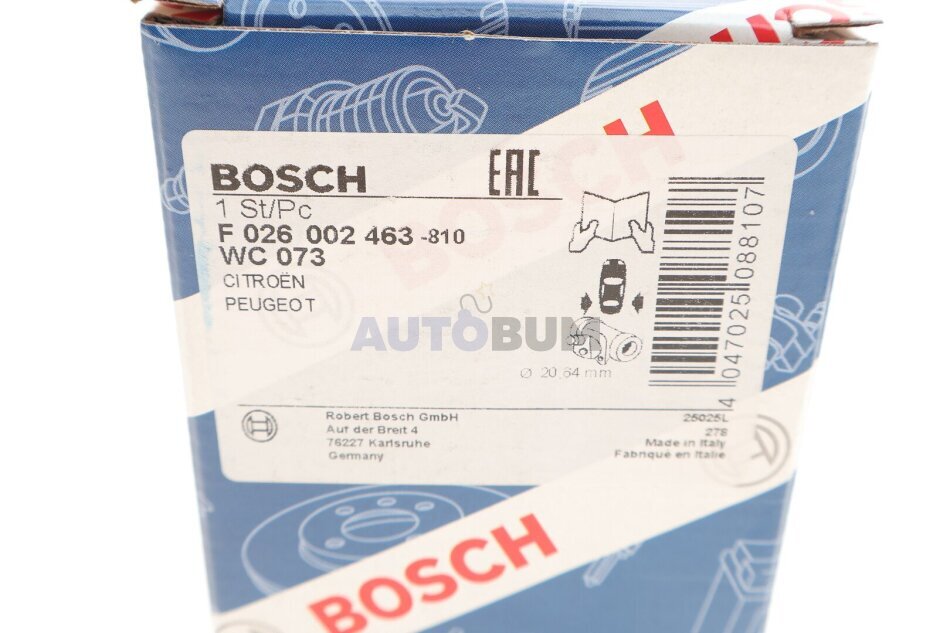 BOSCH
BOSCH EAC
1 St/Pc
F 026 002 463 -810
WC 073
CITROËN
PEUGEOT
AUTOBUM
Ø 20,64 mm
4 047025 088107
Robert Bosch GmbH
Auf der Breit 4
76227 Karlsruhe
Germany
25025L
278
Made in Italy
Fabriqué en Italie
BOSCH